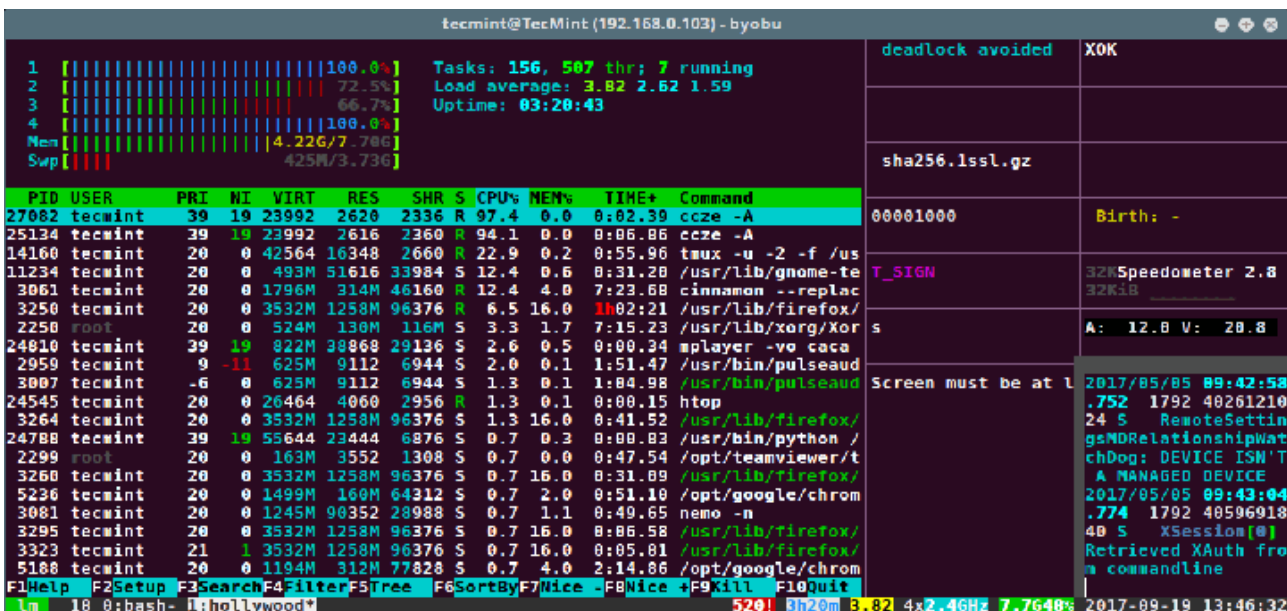 tecmint@TecMint (192.168.0.103) - byobu
1 [100.0%] Tasks: 156, 507 thr; 7 running
2 [72.5%] Load average: 3.82 2.62 1.59
3 [66.7%] Uptime: 03:20:43
4 [100.0%]
Mem[4.22G/7.70G]
Swp[425M/3.73G]
PID USER PRI NI VIRT RES SHR S CPU% MEM% TIME+ Command
27082 tecmint 39 19 23992 2620 2336 R 97.4 0.0 0:02.39 ccze -A
25134 tecmint 39 19 23992 2616 2360 R 94.1 0.0 0:06.06 ccze -A
14160 tecmint 20 0 42564 16348 2660 R 22.9 0.2 0:55.96 tmux -u -2 -f /us
11234 tecmint 20 0 493M 51616 33984 S 12.4 0.6 0:31.20 /usr/lib/gnome-te
3061 tecmint 20 0 1796M 314M 46160 R 12.4 4.0 7:23.60 cinnamon --replac
3250 tecmint 20 0 3532M 1258M 96376 R 6.5 16.0 1h02:21 /usr/lib/firefox/
2250 root 20 0 524M 130M 116M S 3.3 1.7 7:15.23 /usr/lib/xorg/Xor
24810 tecmint 39 19 822M 38868 29136 S 2.6 0.5 0:00.34 mplayer -vo caca
2959 tecmint 9 -11 625M 9112 6944 S 2.0 0.1 1:51.47 /usr/bin/pulseaud
3007 tecmint -6 0 625M 9112 6944 S 1.3 0.1 1:04.98 /usr/bin/pulseaud
24545 tecmint 20 0 26464 4060 2956 R 1.3 0.1 0:00.15 htop
3264 tecmint 20 0 3532M 1258M 96376 S 1.3 16.0 0:41.52 /usr/lib/firefox/
24788 tecmint 39 19 55644 23444 6876 S 0.7 0.3 0:00.03 /usr/bin/python /
2299 root 20 0 163M 3552 1308 S 0.7 0.0 0:47.54 /opt/teamviewer/t
3260 tecmint 20 0 3532M 1258M 96376 S 0.7 16.0 0:31.09 /usr/lib/firefox/
5236 tecmint 20 0 1499M 160M 64312 S 0.7 2.0 0:51.10 /opt/google/chrom
3081 tecmint 20 0 1245M 90352 28988 S 0.7 1.1 0:49.65 nemo -n
3295 tecmint 20 0 3532M 1258M 96376 S 0.7 16.0 0:06.58 /usr/lib/firefox/
3323 tecmint 21 1 3532M 1258M 96376 S 0.7 16.0 0:05.01 /usr/lib/firefox/
5188 tecmint 20 0 1194M 312M 77828 S 0.7 4.0 2:14.86 /opt/google/chrom
F1Help F2Setup F3SearchF4FilterF5Tree F6SortByF7Nice -F8Nice +F9Kill F10Quit
deadlock avoided
sha256.lssl.gz
00001000
T_SIGN
s
Screen must be at l
XOK
Birth: -
32KSpeedometer 2.8
32KiB
A: 12.0 V: 20.8
2017/05/05 09:42:58
.752 1792 40261210
24 S RemoteSettin
gsMDRelationshipWat
chDog: DEVICE ISN'T
A MANAGED DEVICE
2017/05/05 09:43:04
.774 1792 40596918
40 S XSession[0]
Retrieved XAuth fro
m commandline
lm 18 0:bash- 1:hollywood* 520! 3h20m 3.82 4x2.4GHz 7.7G48% 2017-09-19 13:46:32